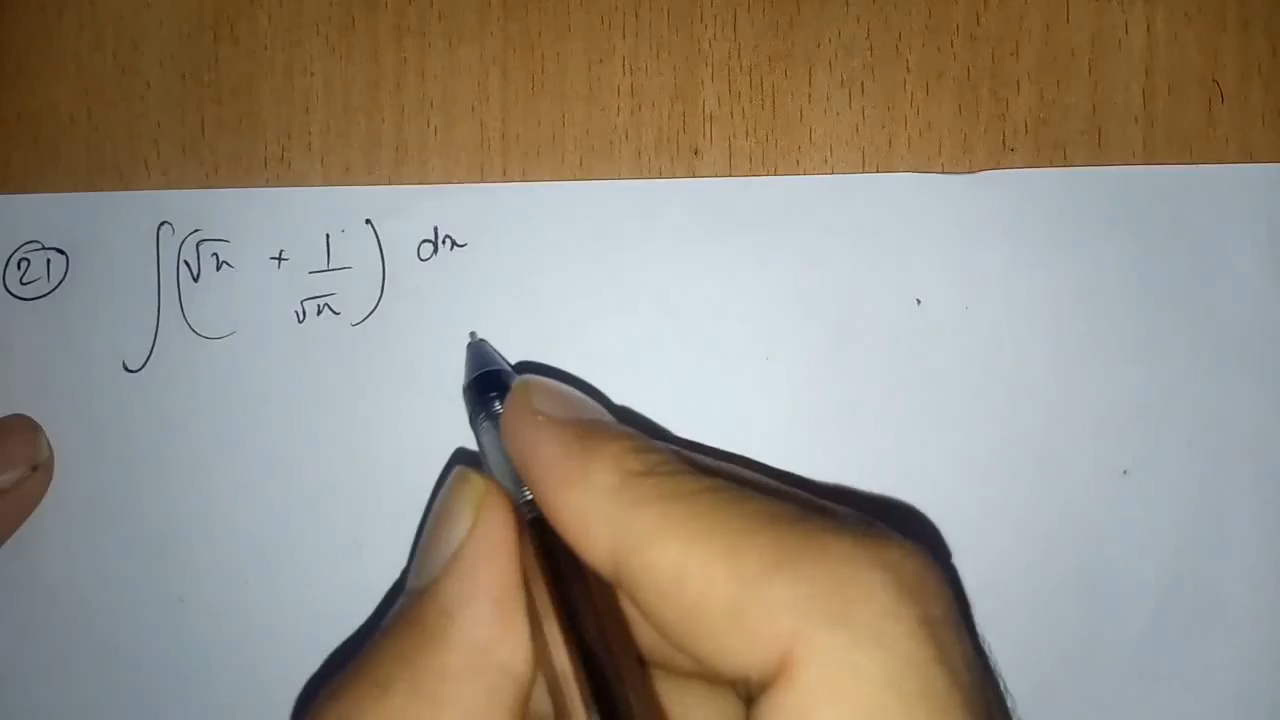 21 ∫(√x + 1/√x) dx